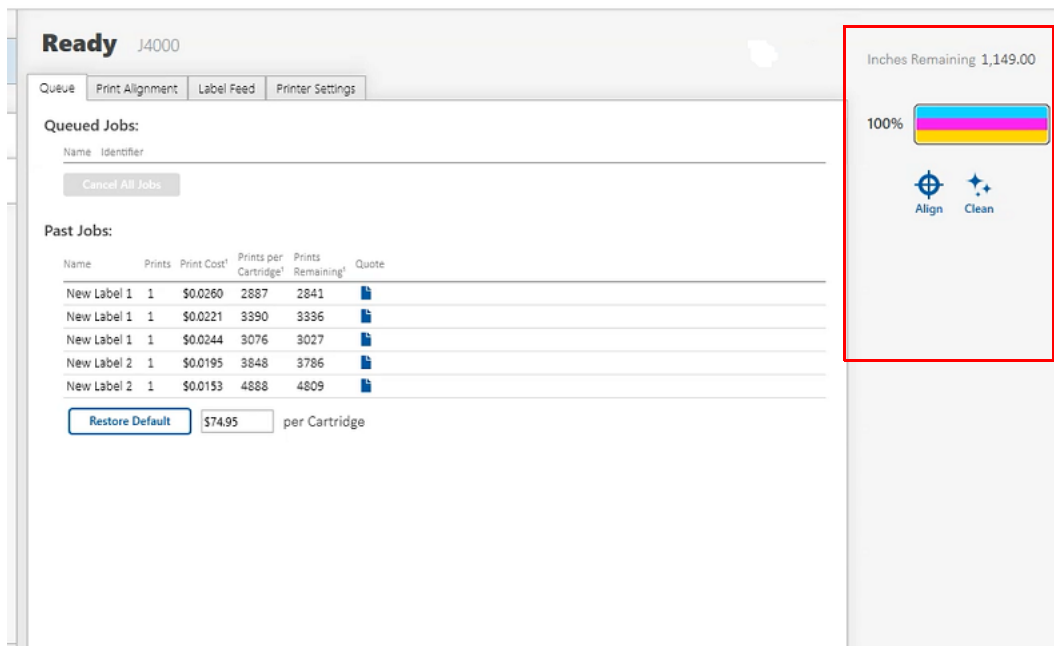 Ready J4000
Inches Remaining 1,149.00
Queue Print Alignment Label Feed Printer Settings
100%
Queued Jobs:
Name Identifier
Cancel All Jobs
Align Clean
Past Jobs:
Name Prints Print Cost¹ Prints per Cartridge¹ Prints Remaining¹ Quote
New Label 1 1 $0.0260 2887 2841
New Label 1 1 $0.0221 3390 3336
New Label 1 1 $0.0244 3076 3027
New Label 2 1 $0.0195 3848 3786
New Label 2 1 $0.0153 4888 4809
Restore Default $74.95 per Cartridge